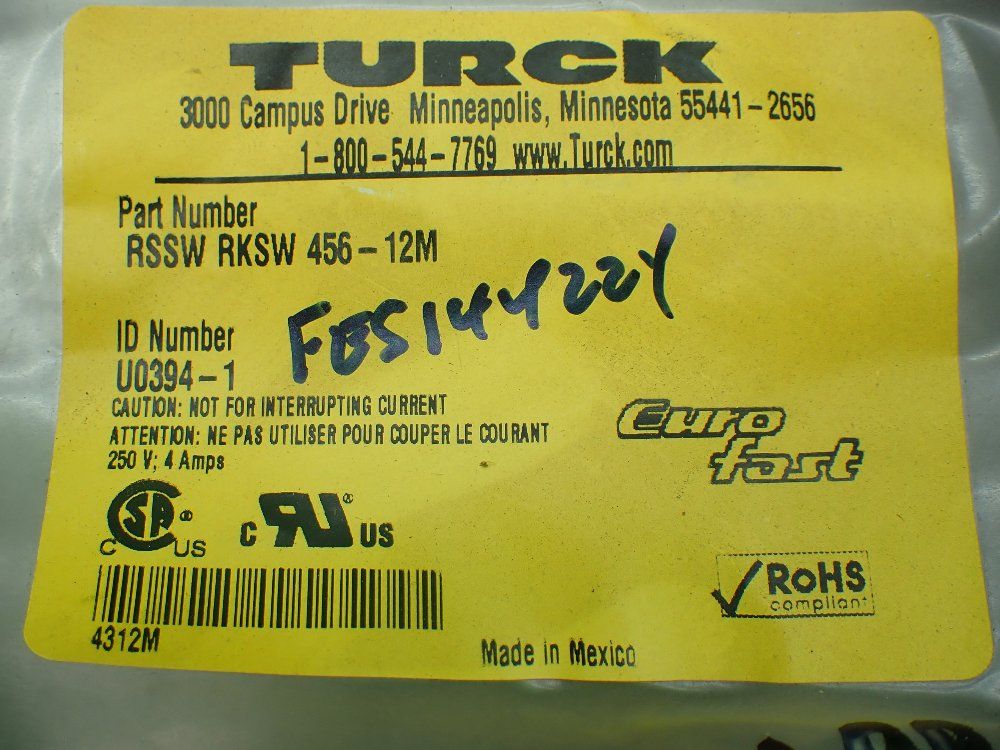 TURCK
3000 Campus Drive Minneapolis, Minnesota 55441-2656
1-800-544-7769 www.Turck.com
Part Number
RSSW RKSW 456-12M
ID Number
U0394-1
CAUTION: NOT FOR INTERRUPTING CURRENT
ATTENTION: NE PAS UTILISER POUR COUPER LE COURANT
250 V; 4 Amps
Euro
fast
C SA ® US
C RU ® US
RoHS
compliant
4312M
Made in Mexico